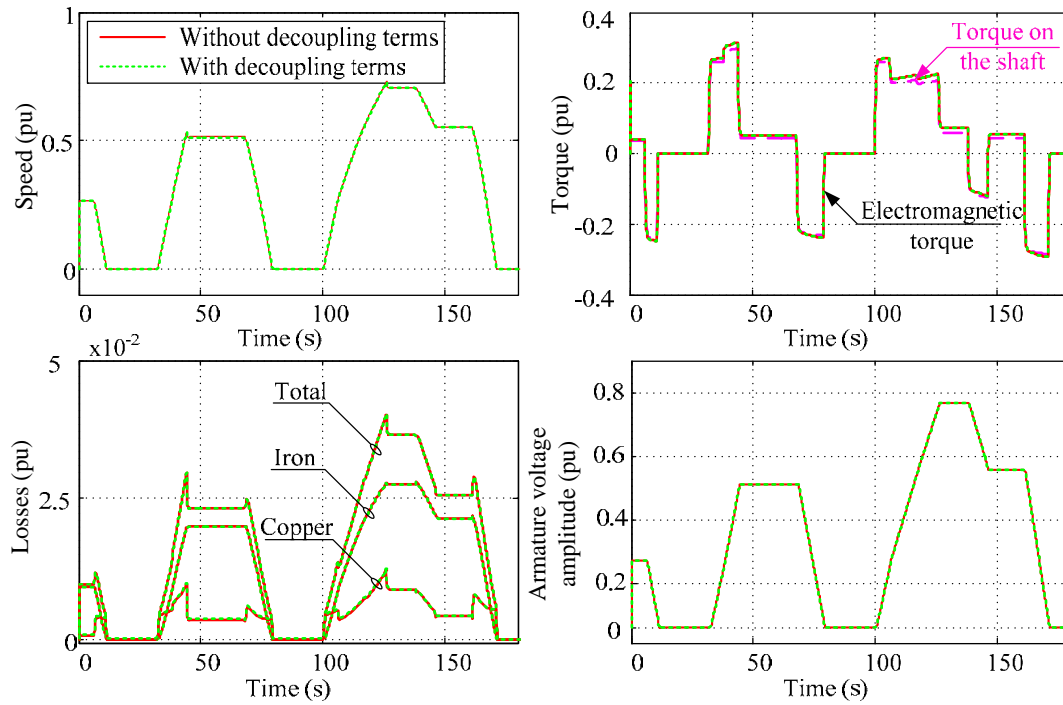 1
Without decoupling terms
With decoupling terms
0.5
0
Speed (pu)
0 50 100 150
Time (s)
0.4
0.2
0
-0.2
-0.4
Torque (pu)
Torque on
the shaft
Electromagnetic
torque
0 50 100 150
Time (s)
x10-2
5
2.5
0
Losses (pu)
Total
Iron
Copper
0 50 100 150
Time (s)
0.8
0.6
0.4
0.2
0
Armature voltage
amplitude (pu)
0 50 100 150
Time (s)